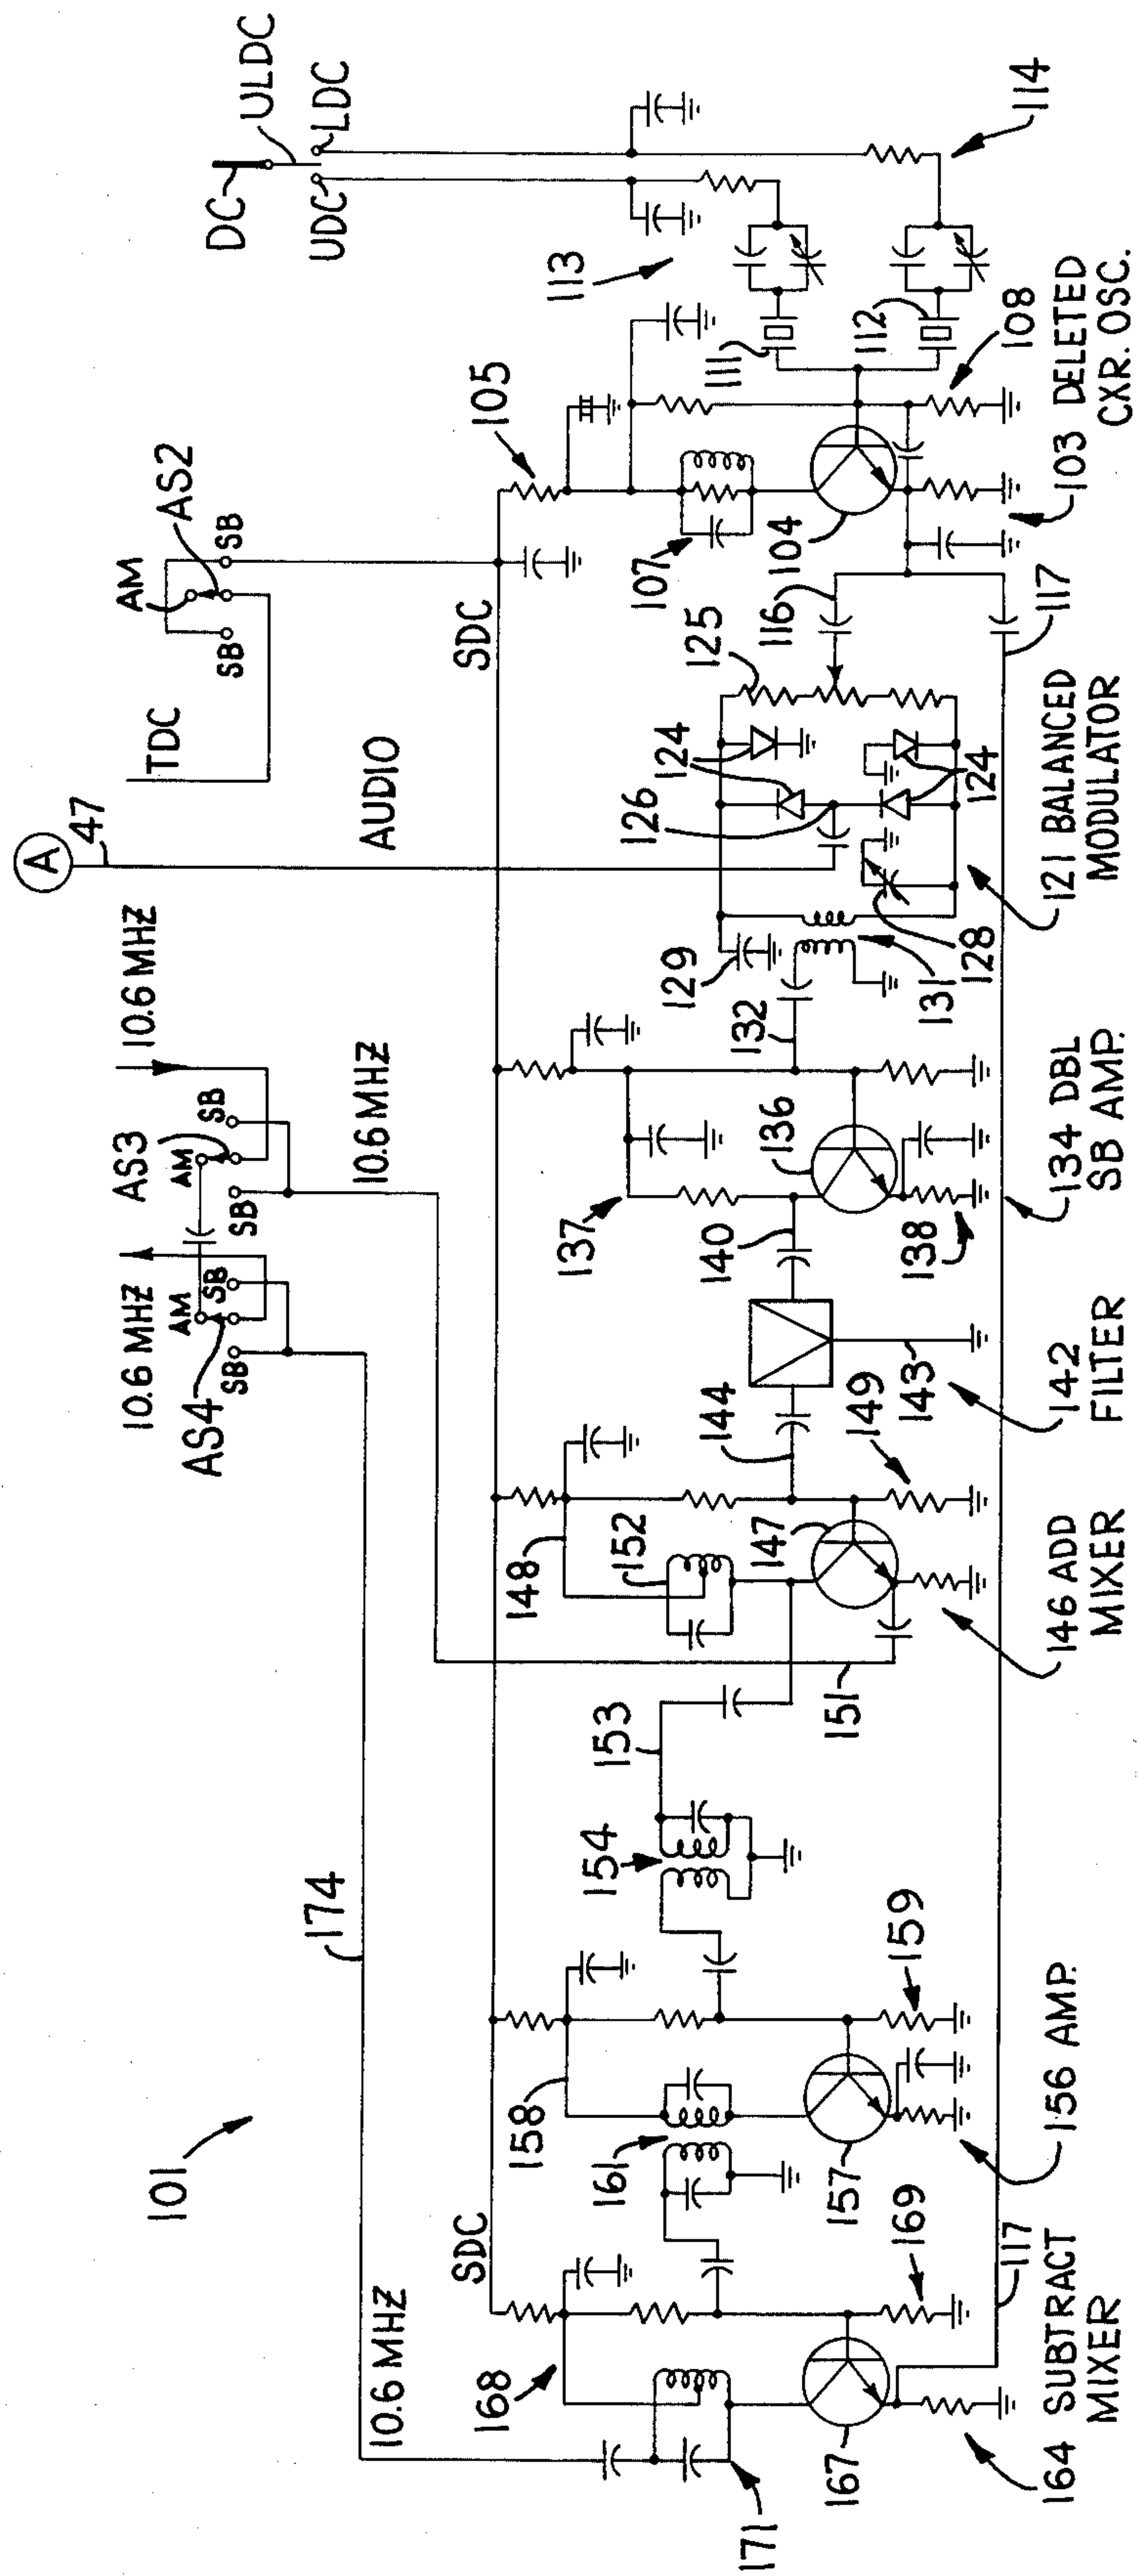 101
174
10.6 MHZ
10.6 MHZ
10.6 MHZ
10.6 MHZ
AS4
SB
AM
SB
AS3
SB
AM
SB
A
47
AUDIO
TDC
SB
AM
AS2
SB
DC
ULDC
UDC
LDC
SDC
SDC
168
171
167
169
161
158
157
159
154
153
151
148
152
147
149
144
143
140
137
136
138
132
129
131
128
126
124
124
125
116
117
107
105
104
111
112
113
114
108
117
164 SUBTRACT
MIXER
156 AMP.
146 ADD
MIXER
142
FILTER
134 DBL
SB AMP.
121 BALANCED
MODULATOR
103 DELETED
CXR. OSC.